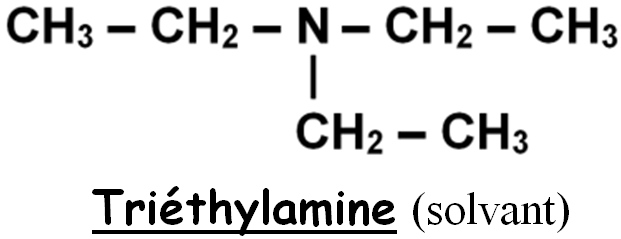 CH₃ – CH₂ – N – CH₂ – CH₃
|
CH₂ – CH₃
Triéthylamine (solvant)